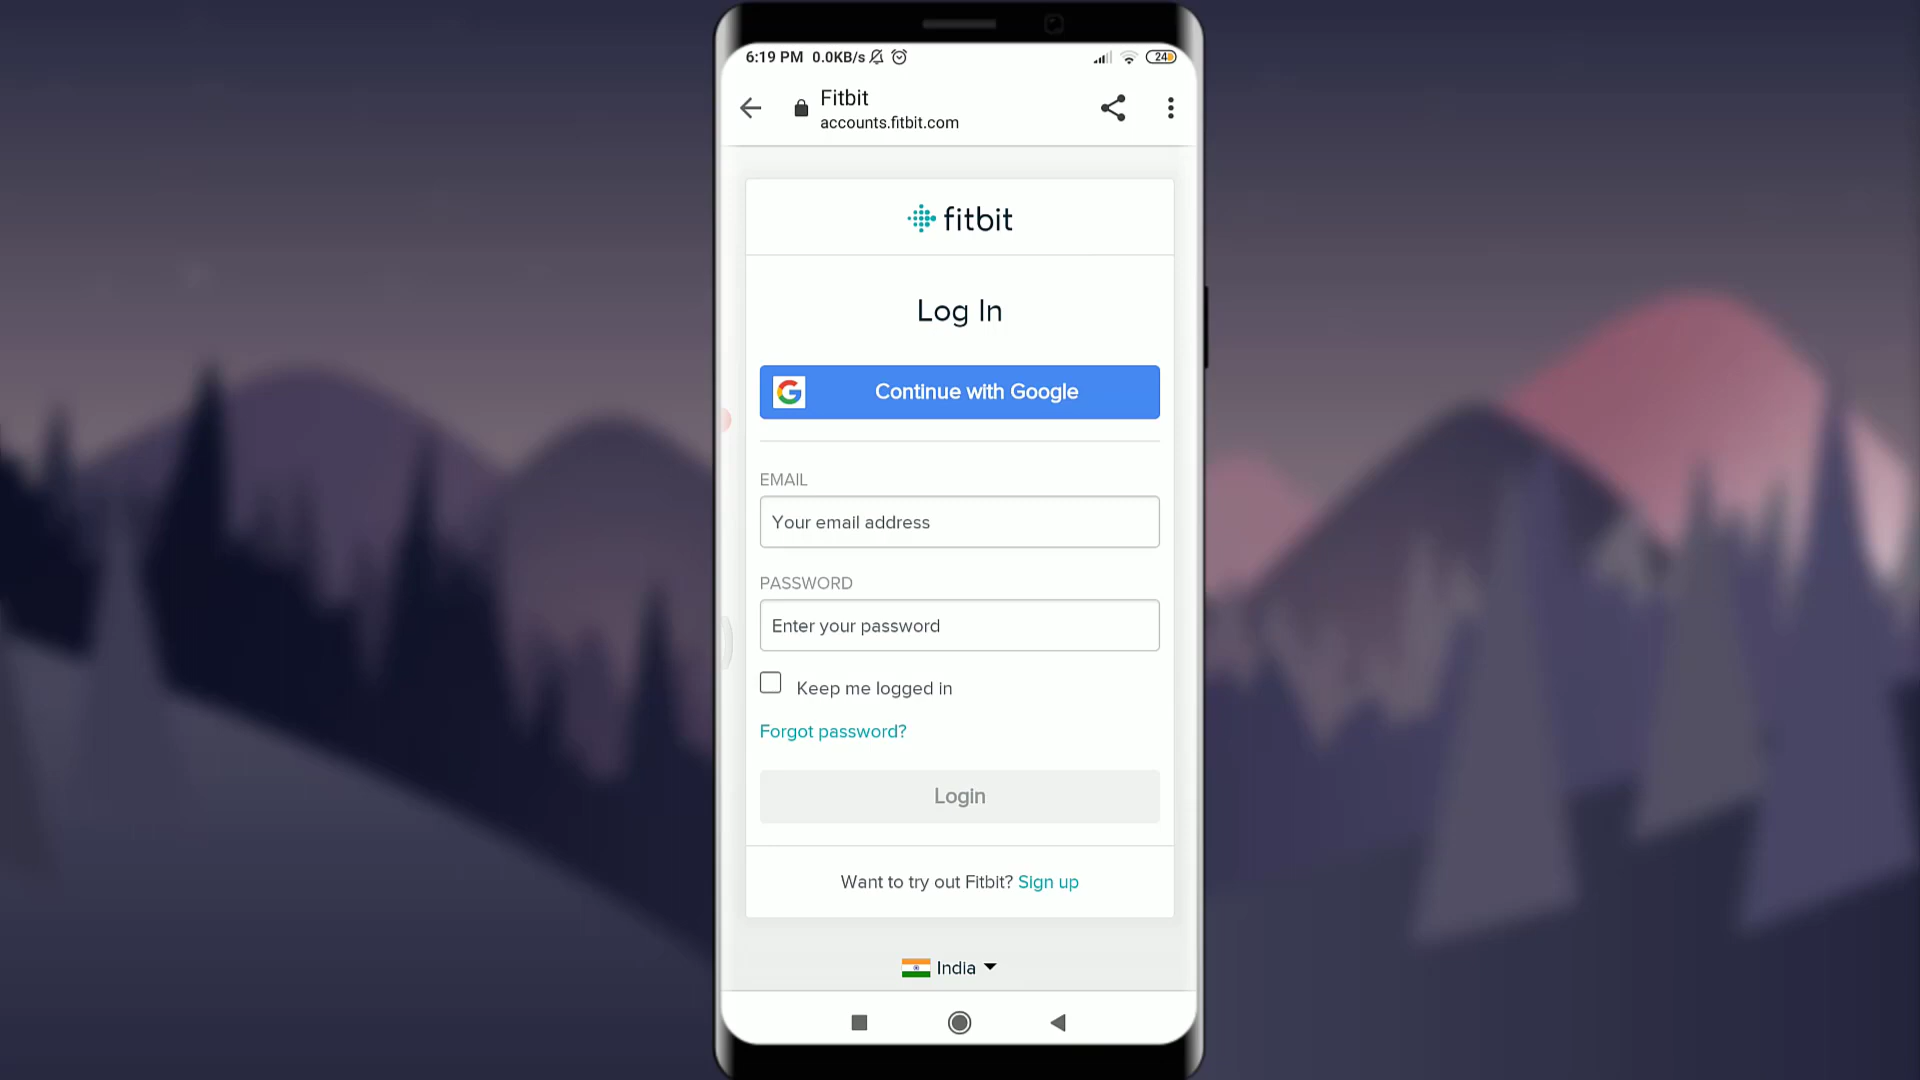 6:19 PM 0.0KB/s
24
Fitbit
accounts.fitbit.com
fitbit
Log In
G Continue with Google
EMAIL
Your email address
PASSWORD
Enter your password
Keep me logged in
Forgot password?
Login
Want to try out Fitbit? Sign up
India